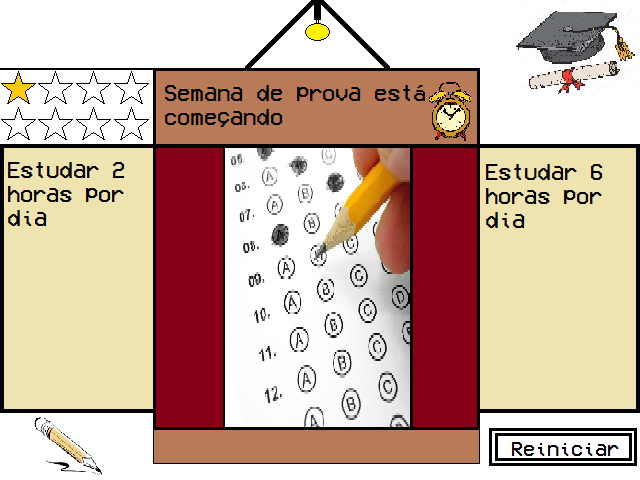 Semana de prova está
começando
Estudar 2
horas por
dia
Estudar 6
horas por
dia
06.
A
07.
A
B
08.
A
C
09.
A
B
C
10.
A
B
C
D
11.
A
B
C
12.
A
B
C
A
B
C
Reiniciar